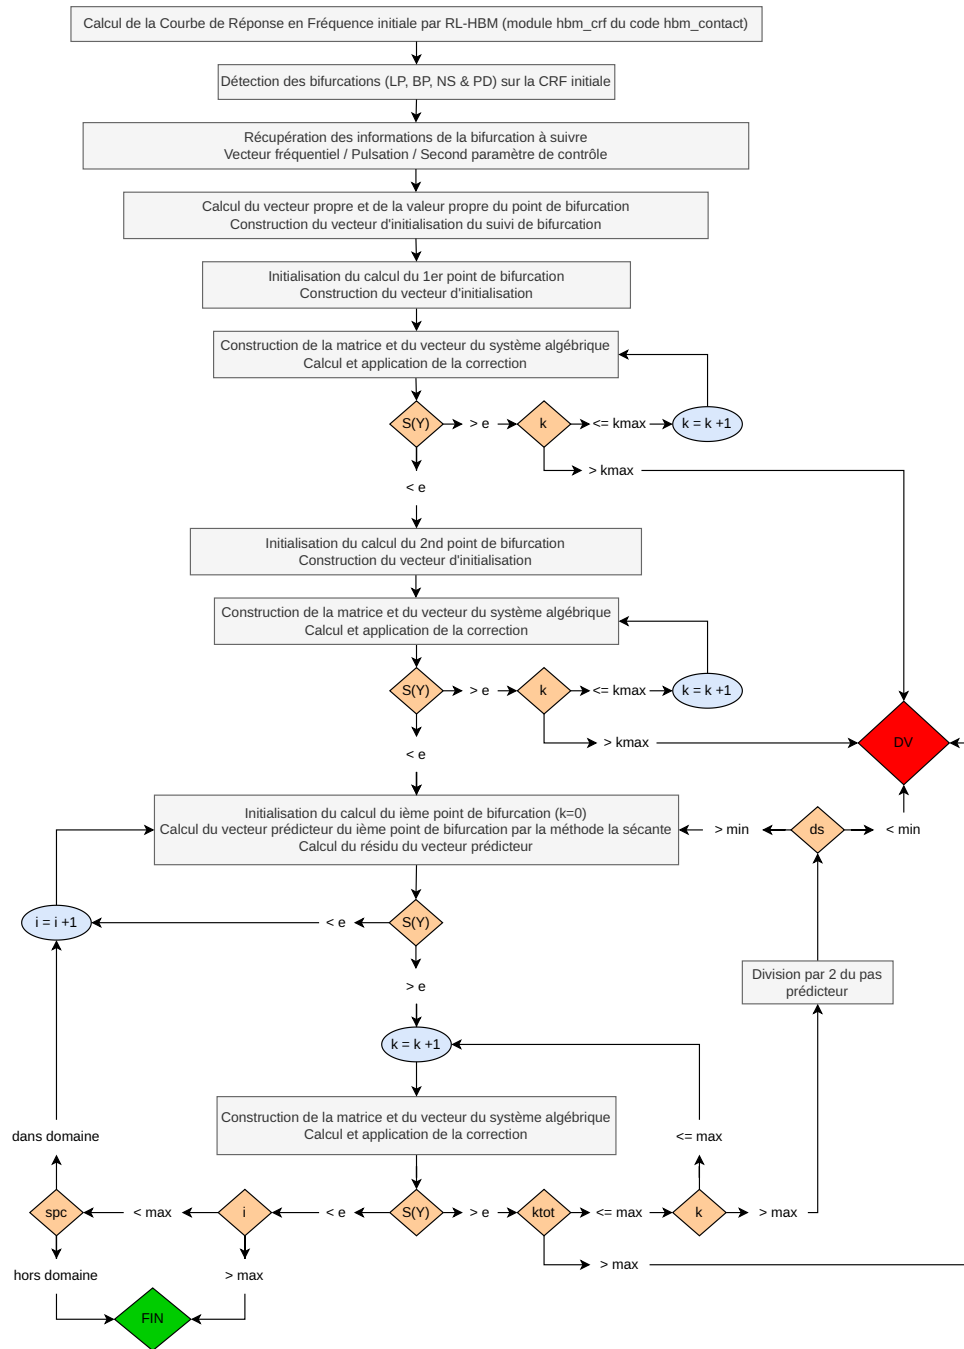 Calcul de la Courbe de Réponse en Fréquence initiale par RL-HBM (module hbm_crf du code hbm_contact)
Détection des bifurcations (LP, BP, NS & PD) sur la CRF initiale
Récupération des informations de la bifurcation à suivre
Vecteur fréquentiel / Pulsation / Second paramètre de contrôle
Calcul du vecteur propre et de la valeur propre du point de bifurcation
Construction du vecteur d'initialisation du suivi de bifurcation
Initialisation du calcul du 1er point de bifurcation
Construction du vecteur d'initialisation
Construction de la matrice et du vecteur du système algébrique
Calcul et application de la correction
S(Y)
> e
k
<= kmax
k = k +1
> kmax
< e
Initialisation du calcul du 2nd point de bifurcation
Construction du vecteur d'initialisation
Construction de la matrice et du vecteur du système algébrique
Calcul et application de la correction
S(Y)
> e
k
<= kmax
k = k +1
> kmax
DV
< e
Initialisation du calcul du ième point de bifurcation (k=0)
Calcul du vecteur prédicteur du ième point de bifurcation par la méthode la sécante
Calcul du résidu du vecteur prédicteur
> min
ds
< min
i = i +1
< e
S(Y)
> e
Division par 2 du pas
prédicteur
k = k +1
Construction de la matrice et du vecteur du système algébrique
Calcul et application de la correction
dans domaine
<= max
spc
< max
i
< e
S(Y)
> e
ktot
<= max
k
> max
hors domaine
> max
> max
FIN